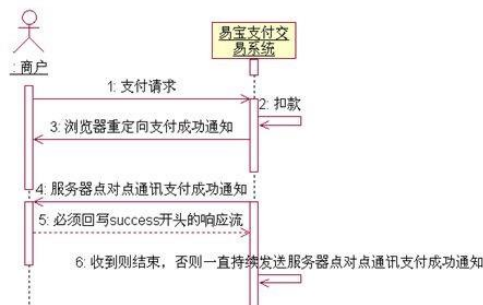 : 商户
易宝支付交
易系统
1: 支付请求
2: 扣款
3: 浏览器重定向支付成功通知
4: 服务器点对点通讯支付成功通知
5: 必须回写success开头的响应流
6: 收到则结束，否则一直持续发送服务器点对点通讯支付成功通知